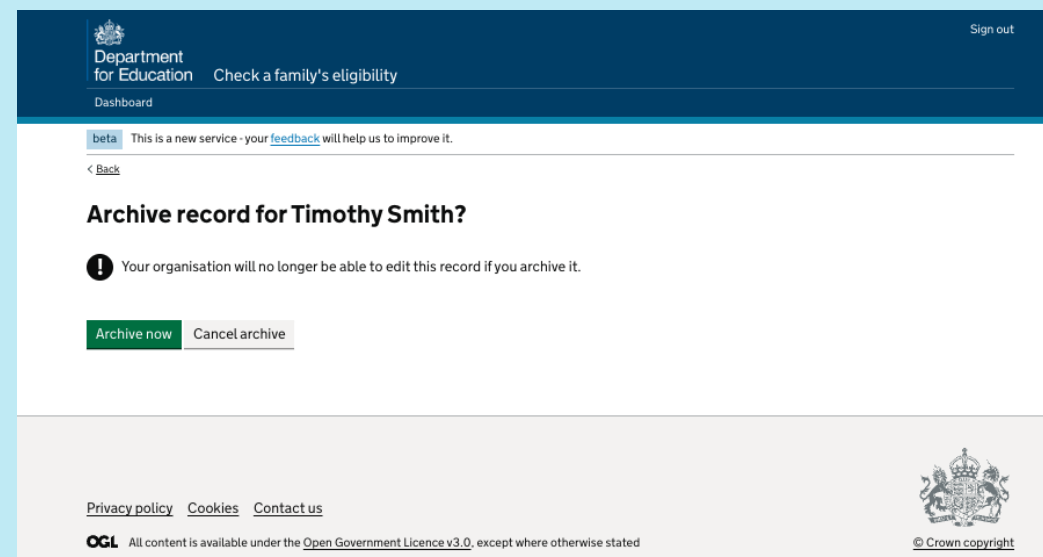 Sign out
Department
for Education
Check a family's eligibility
Dashboard
beta This is a new service - your feedback will help us to improve it.
< Back
Archive record for Timothy Smith?
! Your organisation will no longer be able to edit this record if you archive it.
Archive now Cancel archive
Privacy policy Cookies Contact us
OGL All content is available under the Open Government Licence v3.0, except where otherwise stated
© Crown copyright